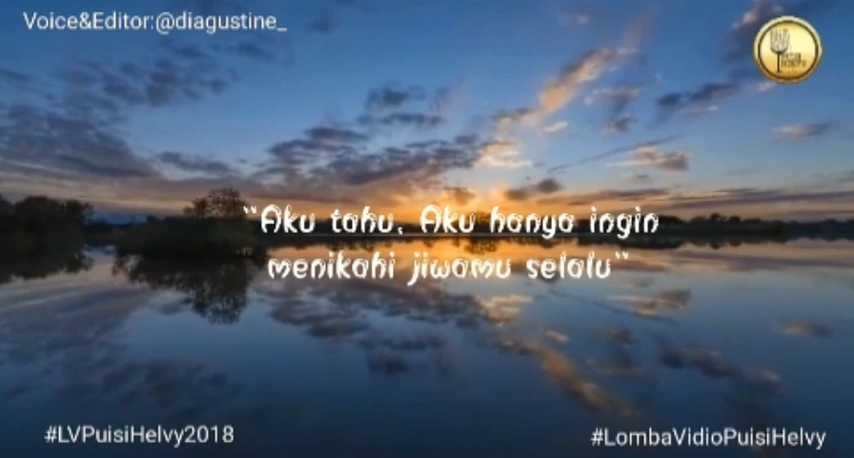 Voice&Editor:@diagustine_
"Aku tahu, Aku hanya ingin
menikahi jiwamu selalu"
#LVPuisiHelvy2018
#LombaVidioPuisiHelvy